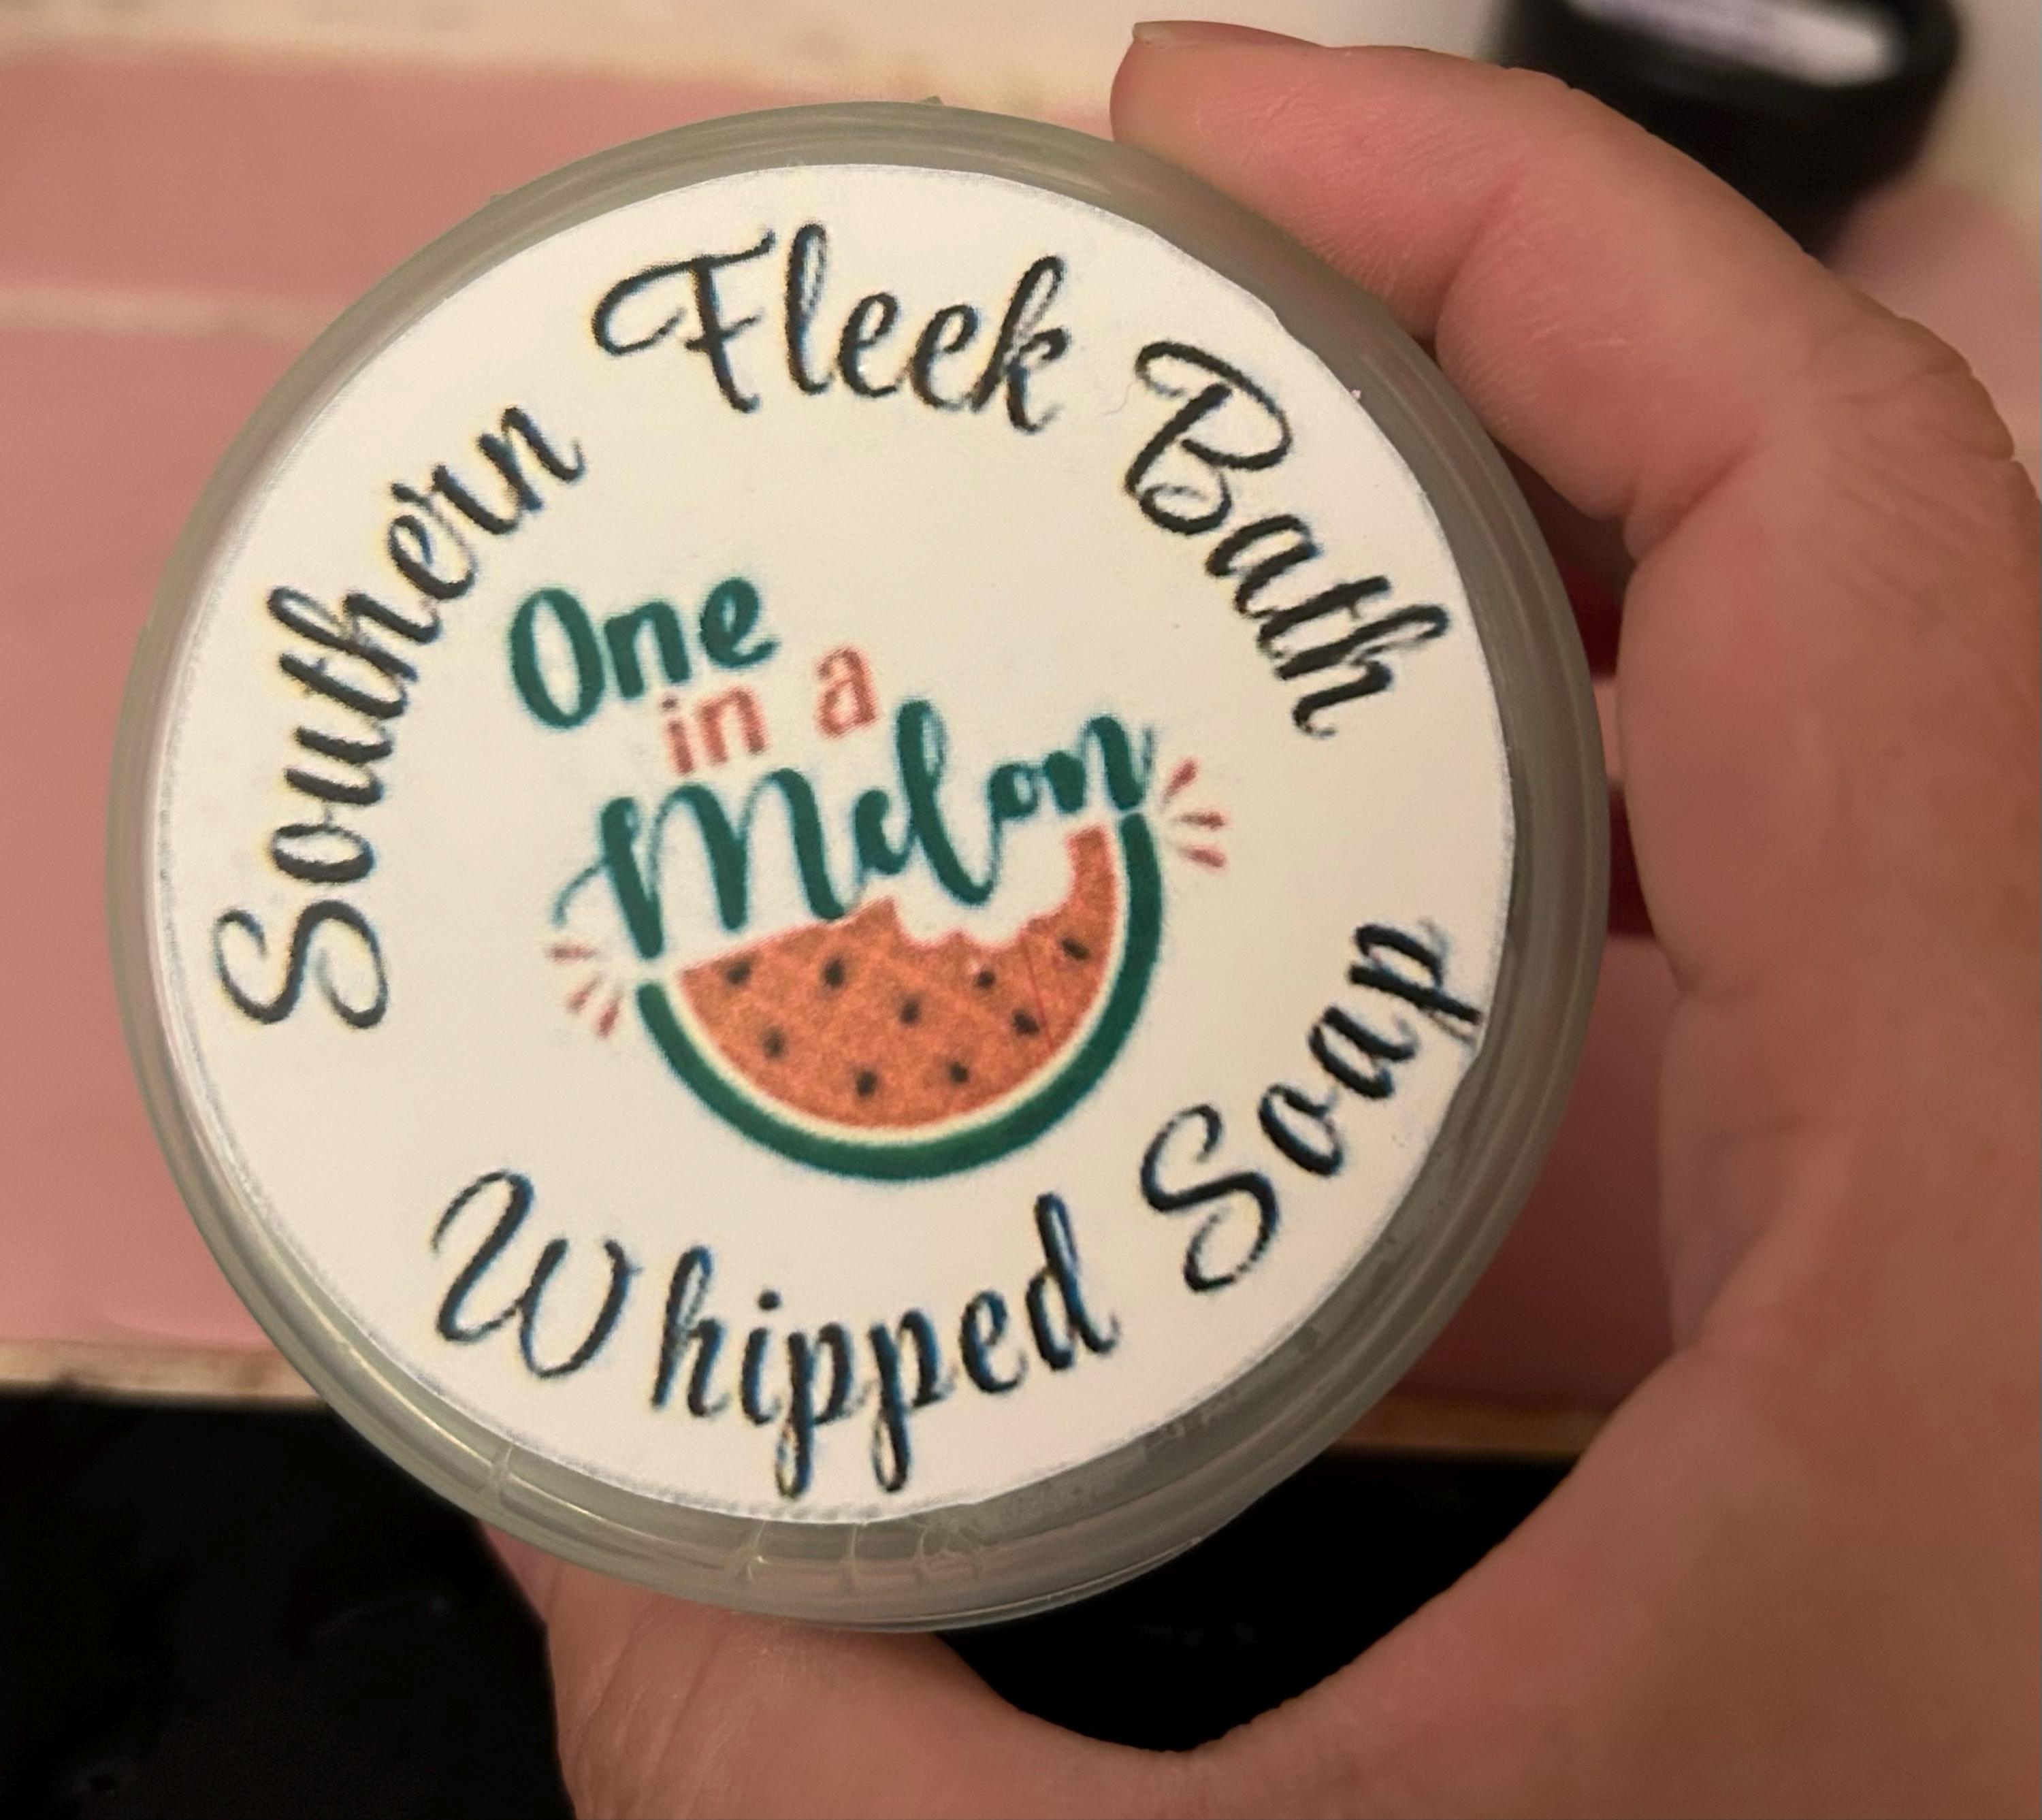 Southern Fleek Bath
One
in a
Melon
Whipped Soap